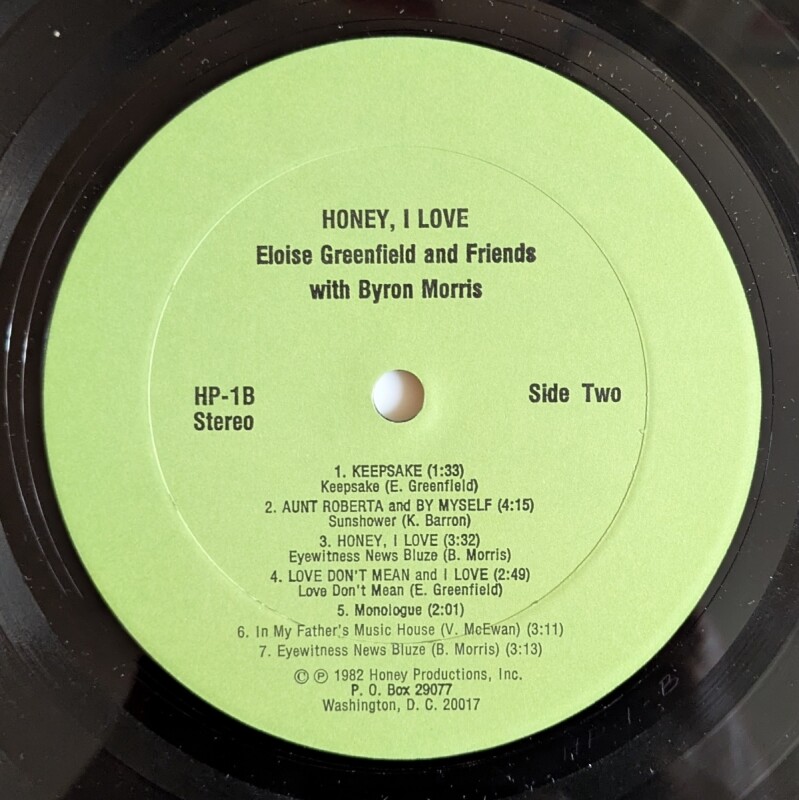 HONEY, I LOVE
Eloise Greenfield and Friends
with Byron Morris
HP-1B
Stereo
Side Two
1. KEEPSAKE (1:33)
Keepsake (E. Greenfield)
2. AUNT ROBERTA and BY MYSELF (4:15)
Sunshower (K. Barron)
3. HONEY, I LOVE (3:32)
Eyewitness News Bluze (B. Morris)
4. LOVE DON'T MEAN and I LOVE (2:49)
Love Don't Mean (E. Greenfield)
5. Monologue (2:01)
6. In My Father's Music House (V. McEwan) (3:11)
7. Eyewitness News Bluze (B. Morris) (3:13)
© ℗ 1982 Honey Productions, Inc.
P. O. Box 29077
Washington, D. C. 20017
HP-1-B